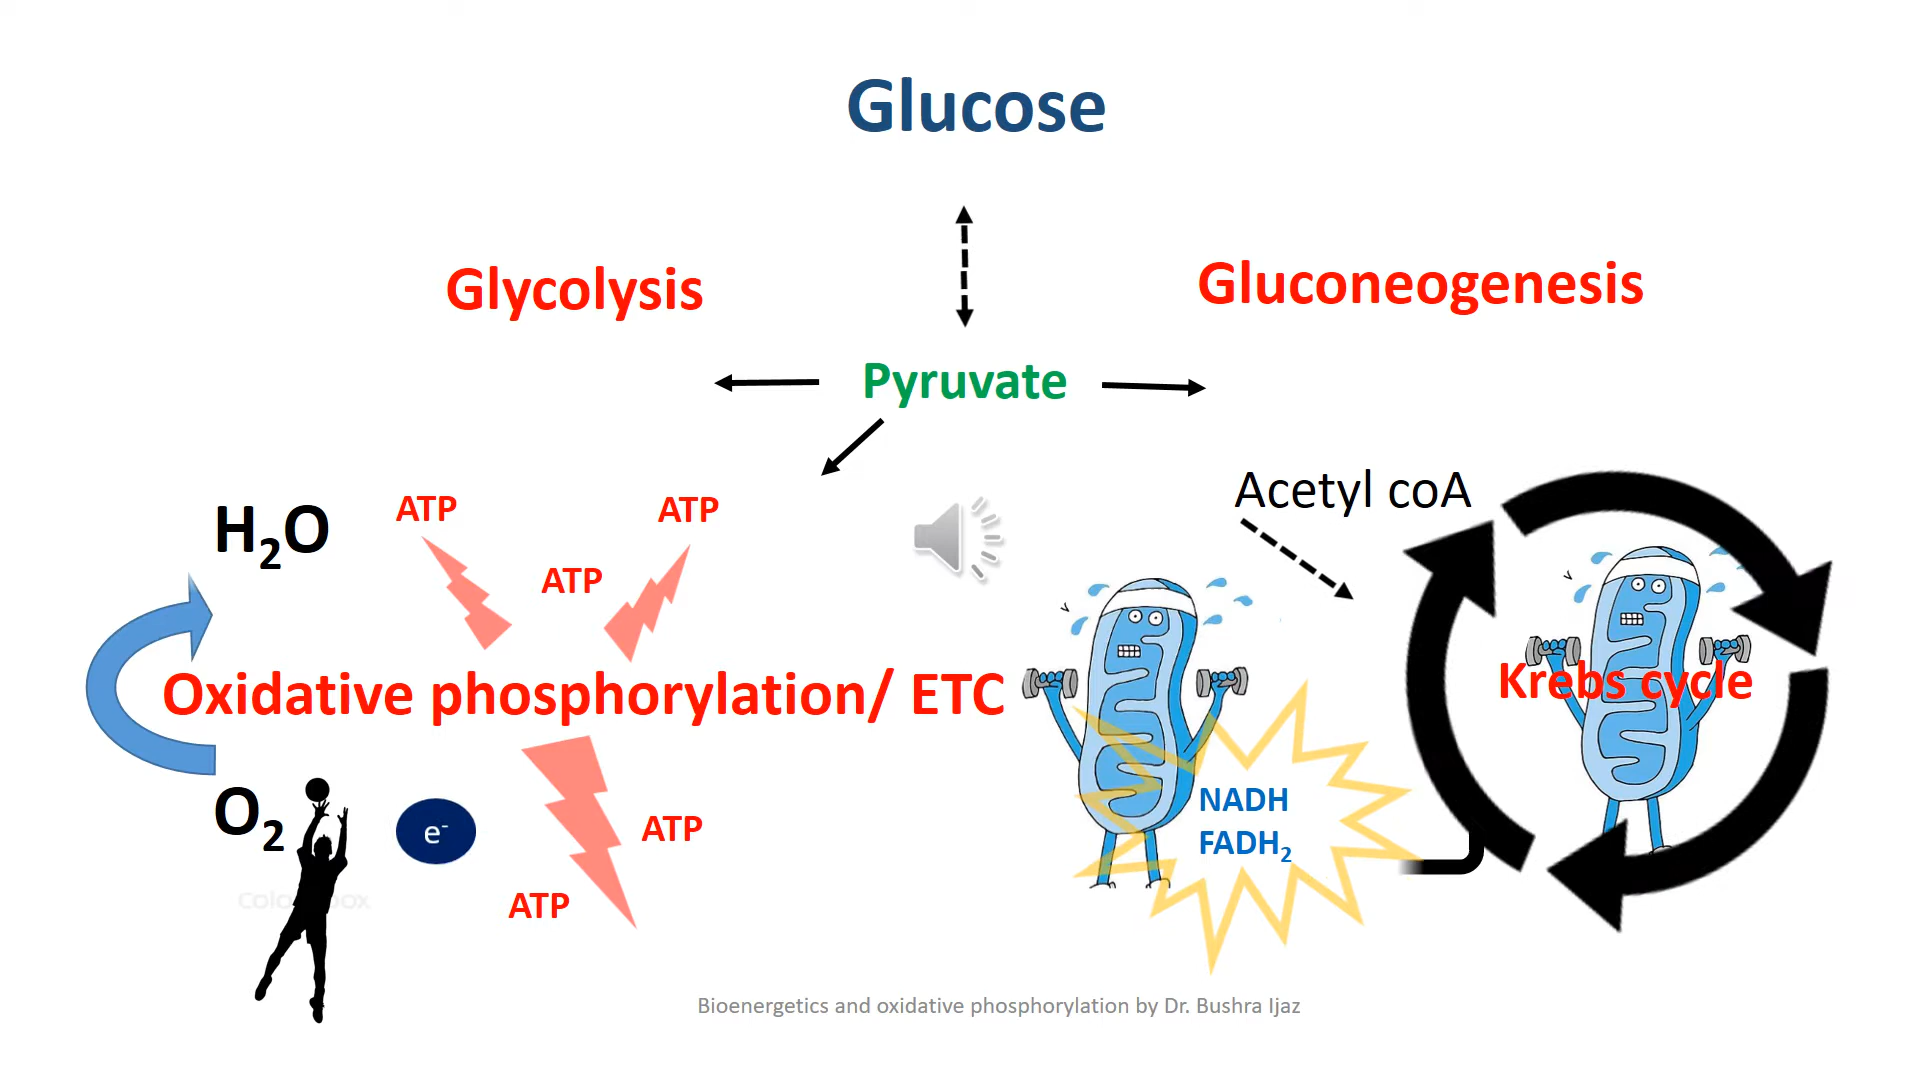 Glucose
Glycolysis
Gluconeogenesis
Pyruvate
Acetyl coA
H₂O
ATP
ATP
ATP
Oxidative phosphorylation/ ETC
Krebs cycle
O₂
e⁻
ATP
ATP
NADH
FADH₂
Bioenergetics and oxidative phosphorylation by Dr. Bushra Ijaz